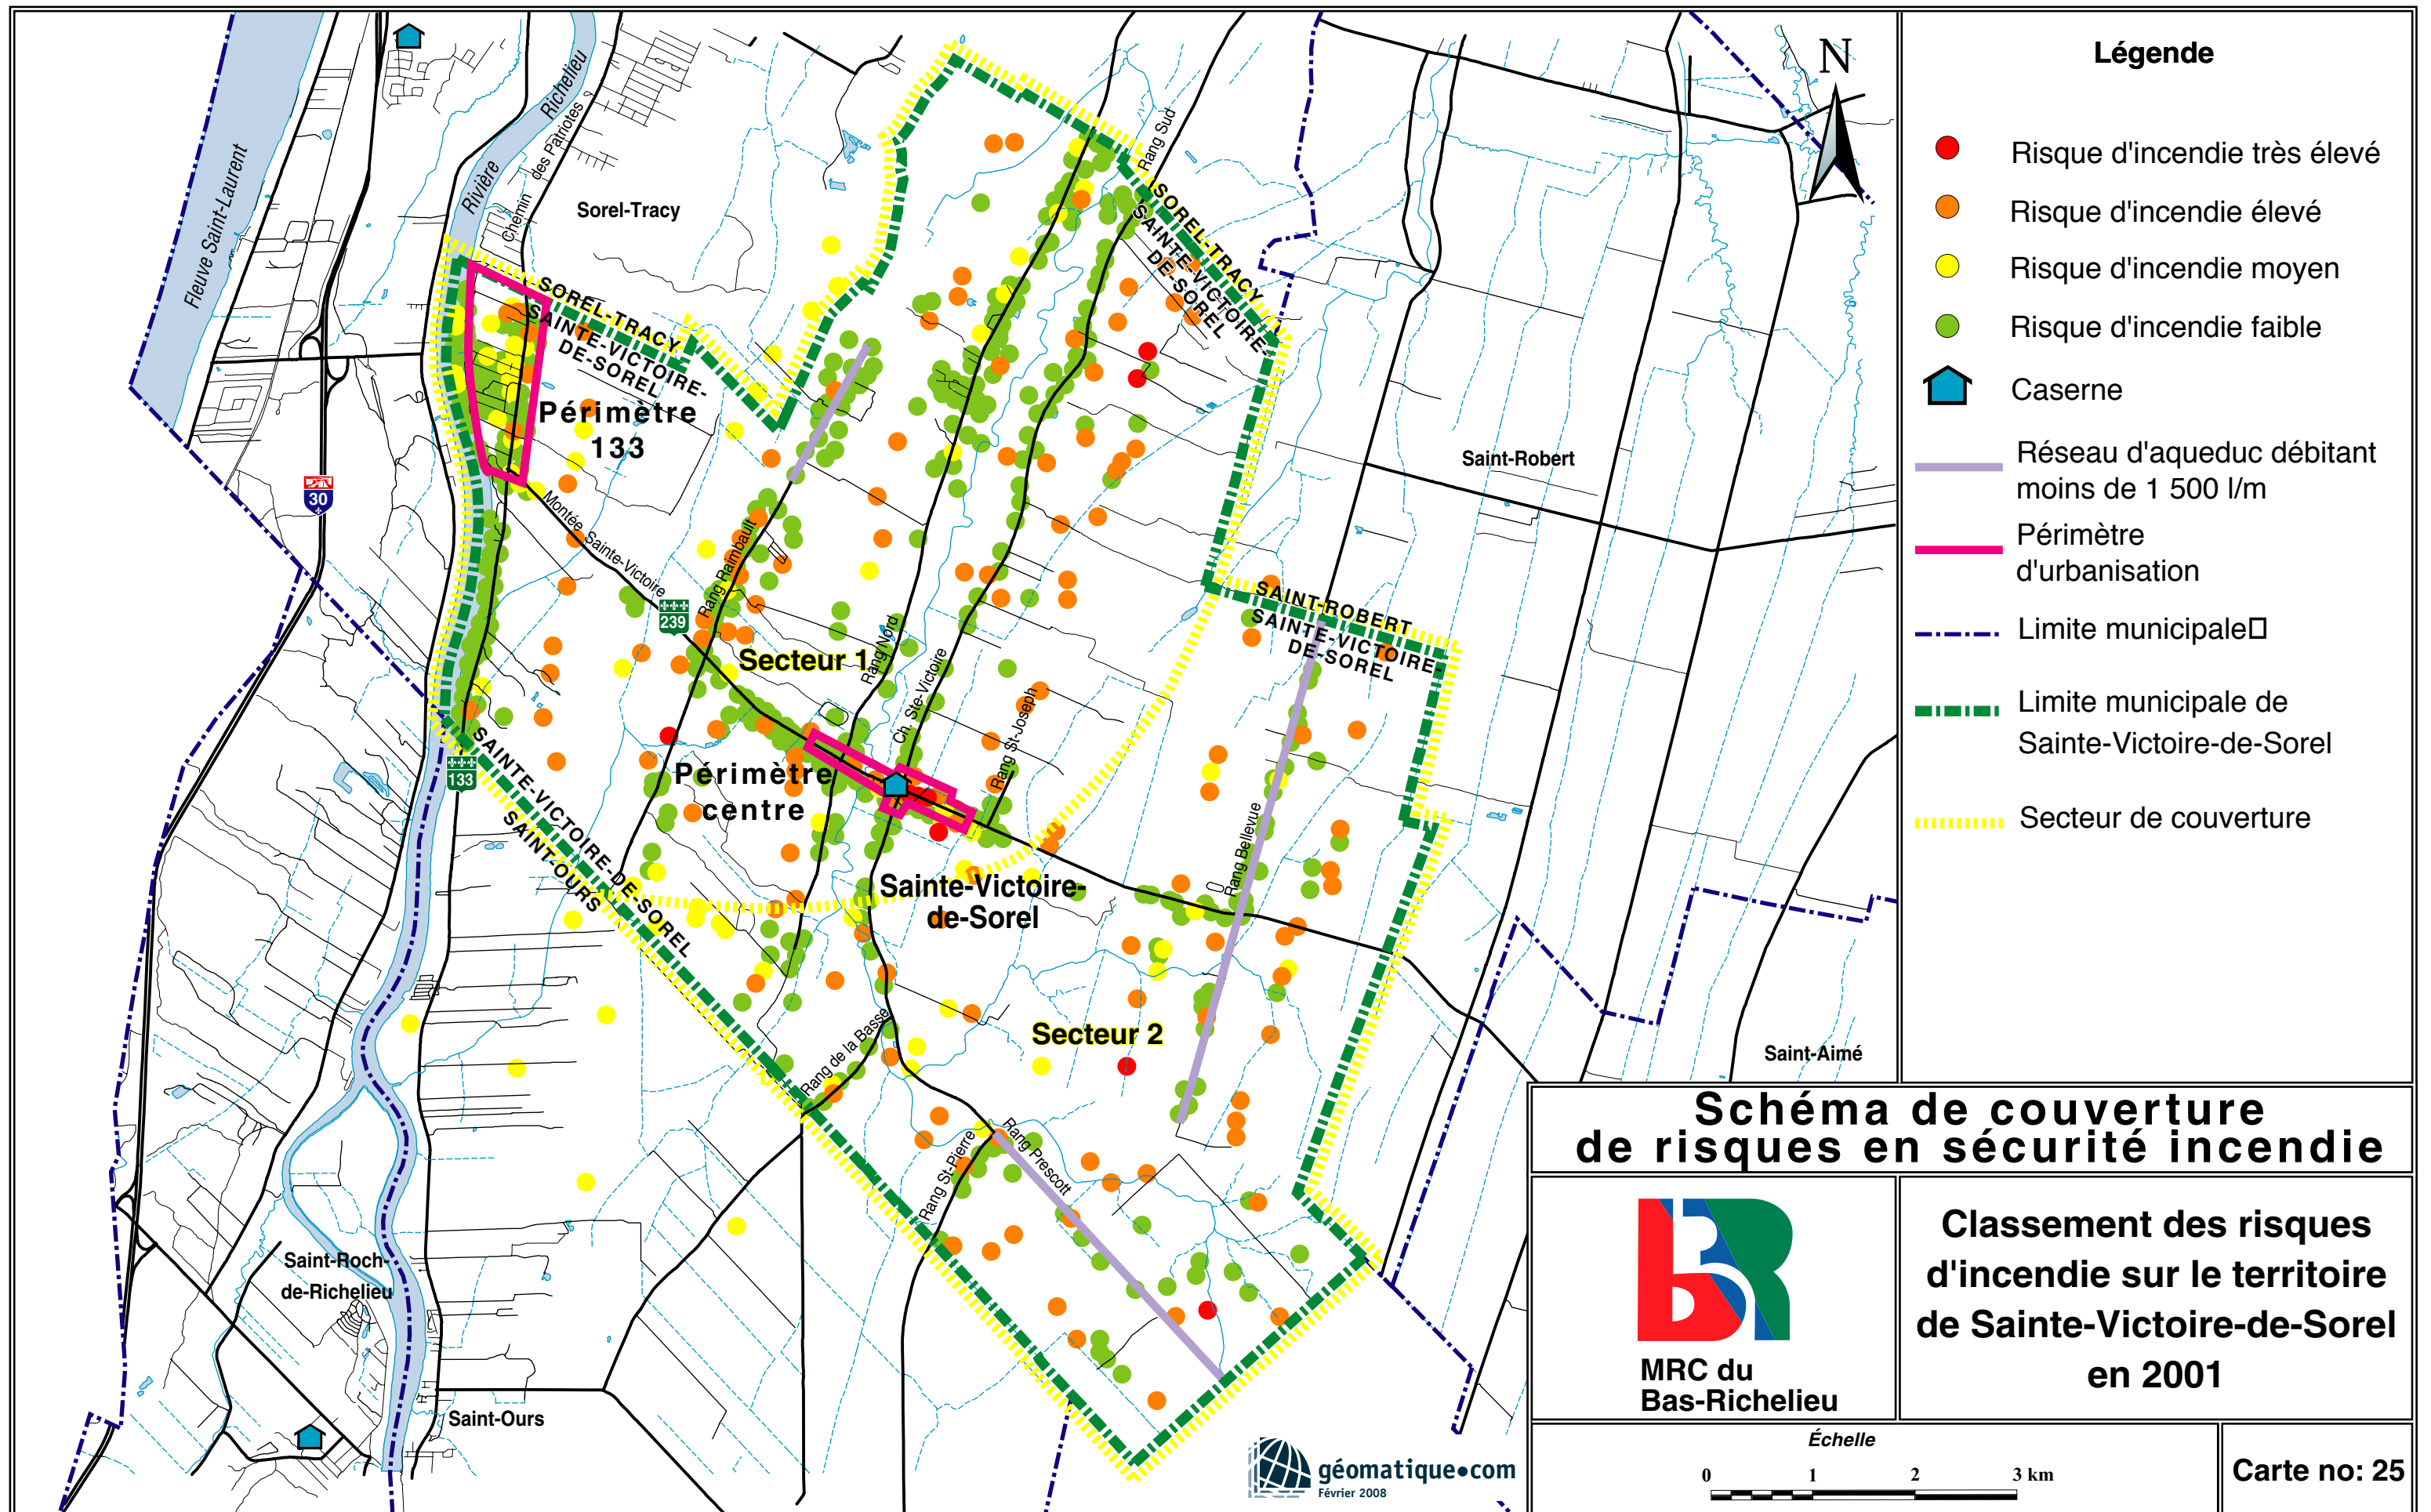 Légende
Risque d'incendie très élevé
Risque d'incendie élevé
Risque d'incendie moyen
Risque d'incendie faible
Caserne
Réseau d'aqueduc débitant
moins de 1 500 l/m
Périmètre
d'urbanisation
Limite municipale
Limite municipale de
Sainte-Victoire-de-Sorel
Secteur de couverture
N
Fleuve Saint-Laurent
Rivière
Richelieu
Chemin
des Patriotes
Sorel-Tracy
Rang Sud
SOREL-TRACY
SAINTE-VICTOIRE-
DE-SOREL
SOREL-TRACY
SAINTE-VICTOIRE-
DE-SOREL
Périmètre
133
30
Saint-Robert
Montée
Sainte-Victoire
239
Rang Raimbault
Secteur 1
Rang Nord
Ch. Ste-Victoire
Rang St-Joseph
SAINT-ROBERT
SAINTE-VICTOIRE-
DE-SOREL
133
SAINTE-VICTOIRE-DE-SOREL
SAINT-OURS
Périmètre
centre
Rang Bellevue
Sainte-Victoire-
de-Sorel
Secteur 2
Rang de la Basse
Rang St-Pierre
Rang Prescott
Saint-Aimé
Saint-Roch-
de-Richelieu
Saint-Ours
géomatique•com
Février 2008
Schéma de couverture
de risques en sécurité incendie
MRC du
Bas-Richelieu
Classement des risques
d'incendie sur le territoire
de Sainte-Victoire-de-Sorel
en 2001
Échelle
0 1 2 3 km
Carte no: 25